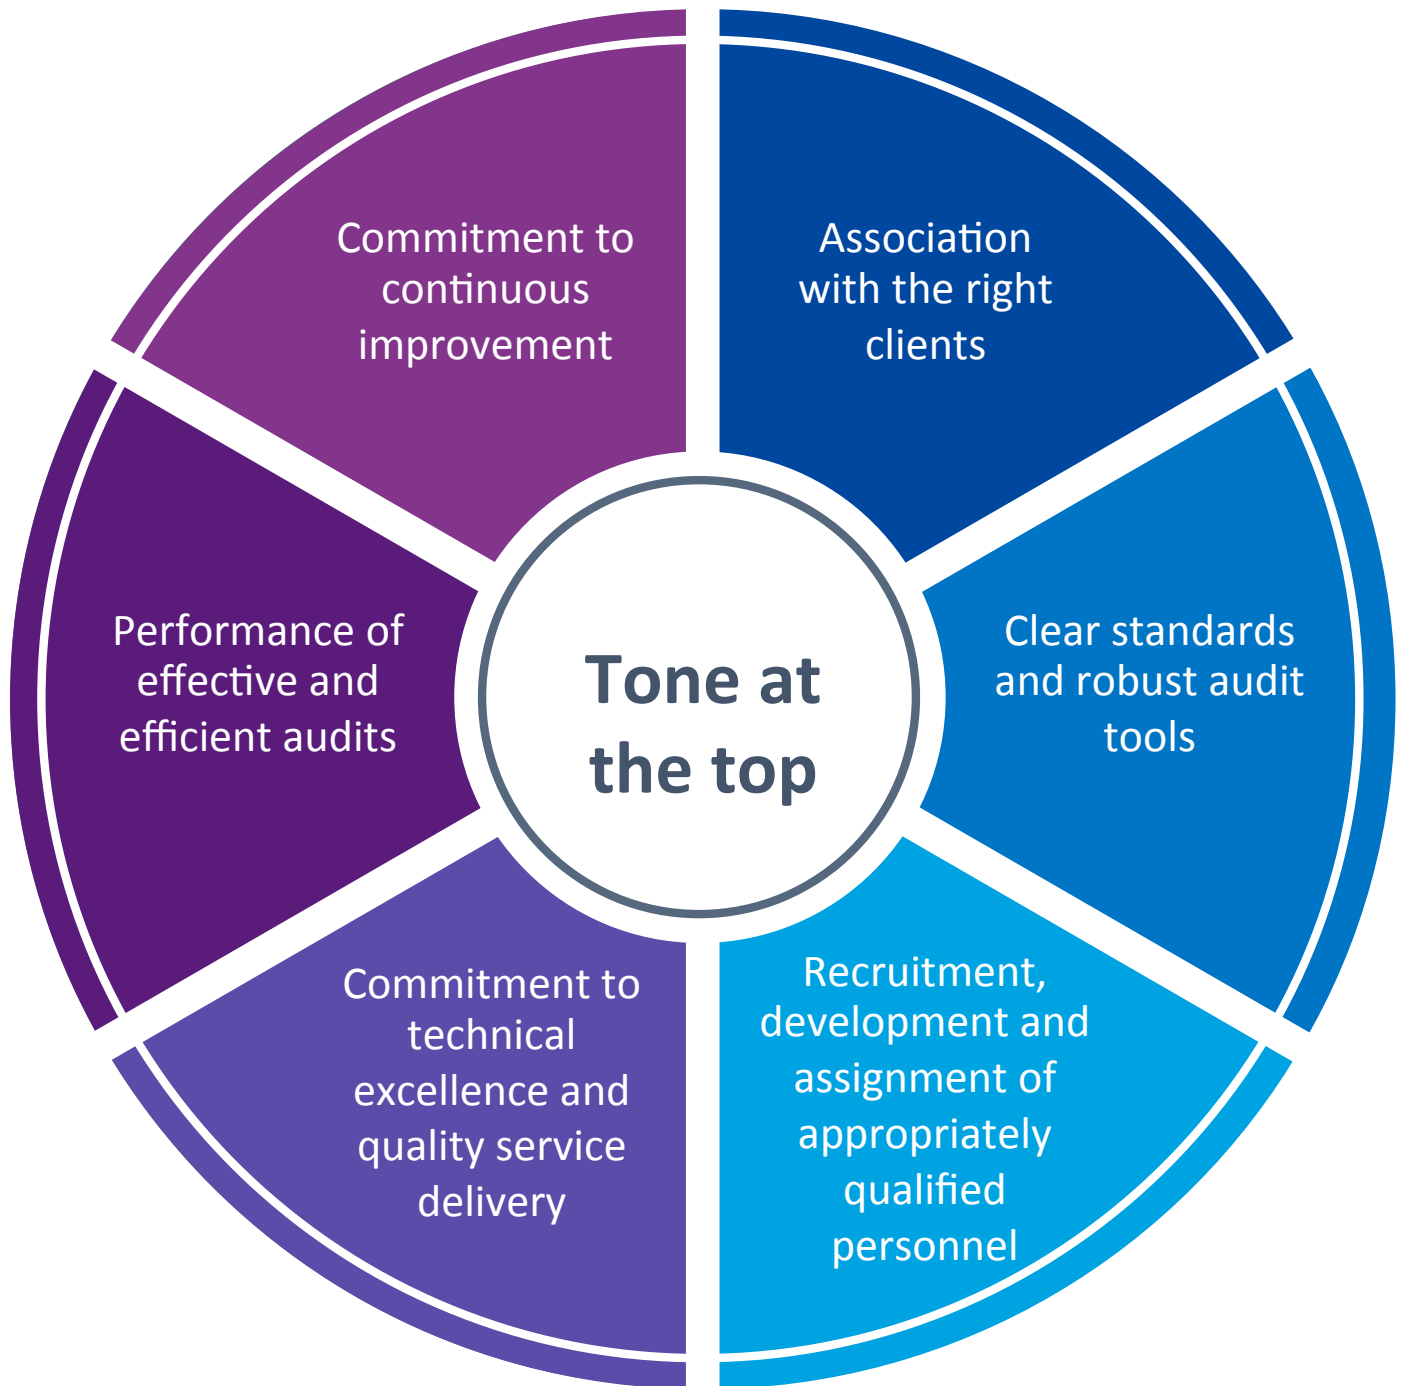 Commitment to
continuous
improvement
Association
with the right
clients
Performance of
effective and
efficient audits
Tone at
the top
Clear standards
and robust audit
tools
Commitment to
technical
excellence and
quality service
delivery
Recruitment,
development and
assignment of
appropriately
qualified
personnel